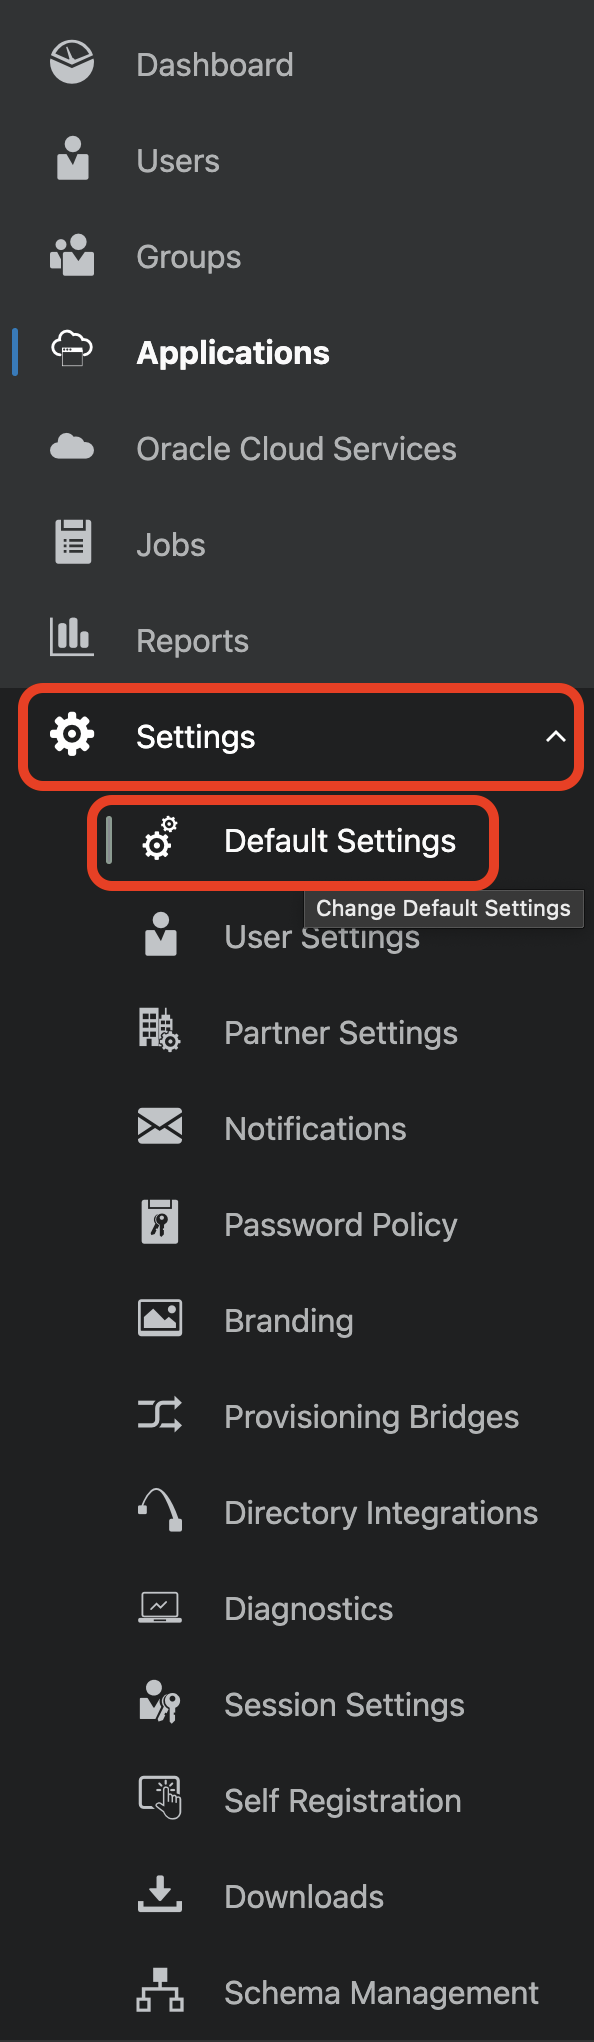 Dashboard
Users
Groups
Applications
Oracle Cloud Services
Jobs
Reports
Settings
Default Settings
Change Default Settings
User Settings
Partner Settings
Notifications
Password Policy
Branding
Provisioning Bridges
Directory Integrations
Diagnostics
Session Settings
Self Registration
Downloads
Schema Management